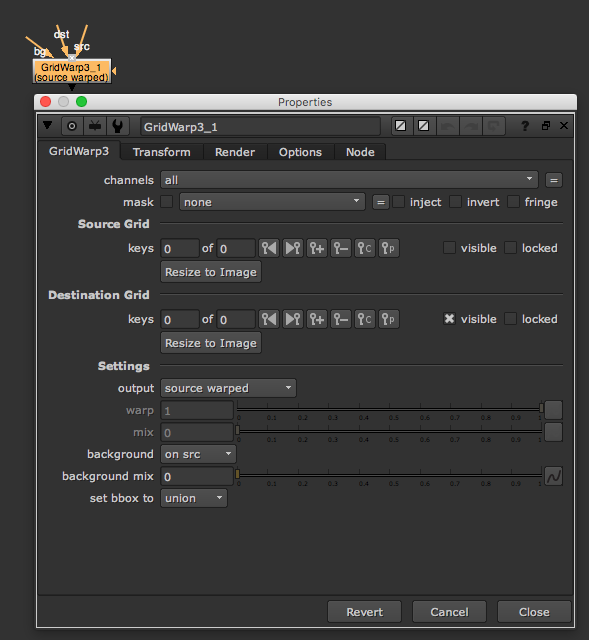 dst
bg src
GridWarp3_1
(source warped)
Properties
GridWarp3_1 ?
GridWarp3 Transform Render Options Node
channels all =
mask none = inject invert fringe
Source Grid
keys 0 of 0 C p visible locked
Resize to Image
Destination Grid
keys 0 of 0 C p visible locked
Resize to Image
Settings
output source warped
warp 1
0 0.1 0.2 0.3 0.4 0.5 0.6 0.7 0.8 0.9 1
mix 0
0 0.1 0.2 0.3 0.4 0.5 0.6 0.7 0.8 0.9 1
background on src
background mix 0
0 0.1 0.2 0.3 0.4 0.5 0.6 0.7 0.8 0.9 1
set bbox to union
Revert Cancel Close